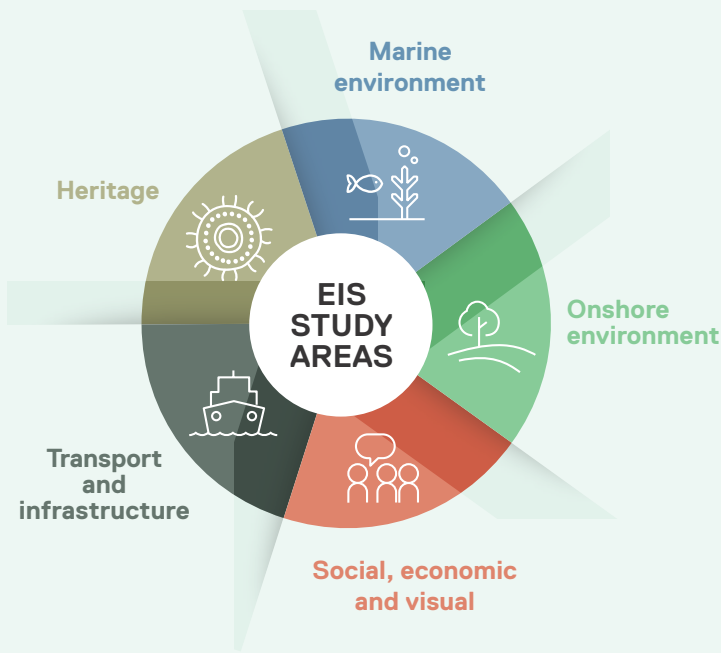 Marine
environment
Heritage
EIS
STUDY
AREAS
Onshore
environment
Transport
and
infrastructure
Social, economic
and visual